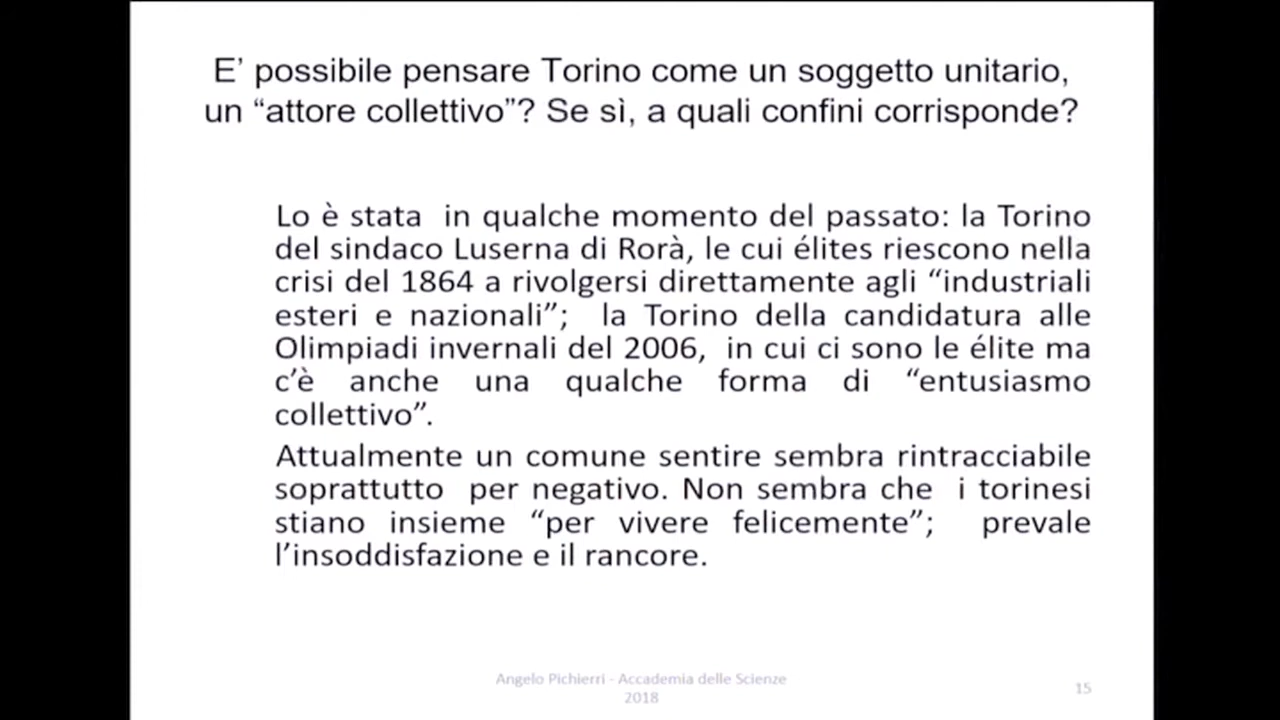 E’ possibile pensare Torino come un soggetto unitario,
un “attore collettivo”? Se sì, a quali confini corrisponde?
Lo è stata in qualche momento del passato: la Torino
del sindaco Luserna di Rorà, le cui élites riescono nella
crisi del 1864 a rivolgersi direttamente agli “industriali
esteri e nazionali”; la Torino della candidatura alle
Olimpiadi invernali del 2006, in cui ci sono le élite ma
c’è anche una qualche forma di “entusiasmo
collettivo”.
Attualmente un comune sentire sembra rintracciabile
soprattutto per negativo. Non sembra che i torinesi
stiano insieme “per vivere felicemente”; prevale
l’insoddisfazione e il rancore.
Angelo Pichierri - Accademia delle Scienze
2018
15